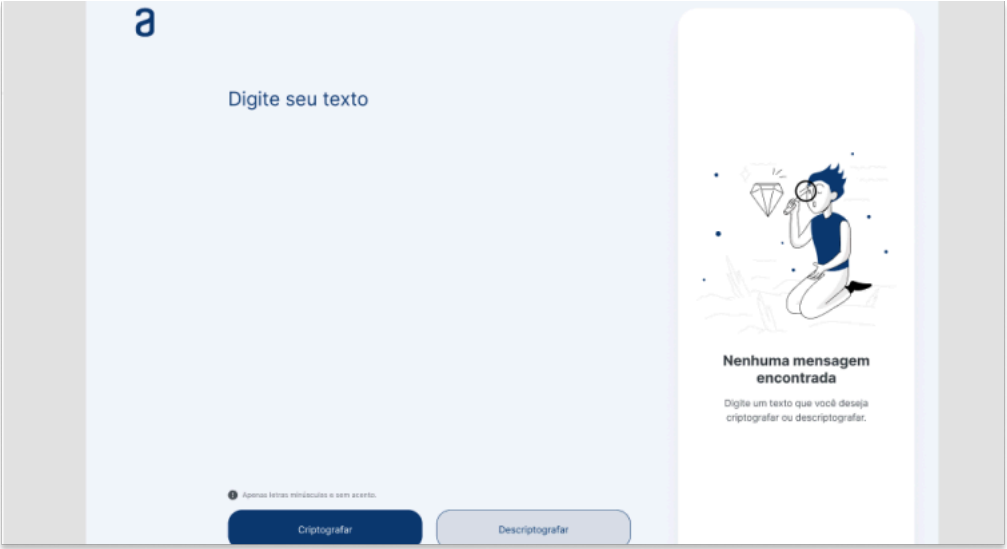 a
Digite seu texto
Nenhuma mensagem
encontrada
Digite um texto que você deseja
criptografar ou descriptografar.
Apenas letras minúsculas e sem acento.
Criptografar
Descriptografar